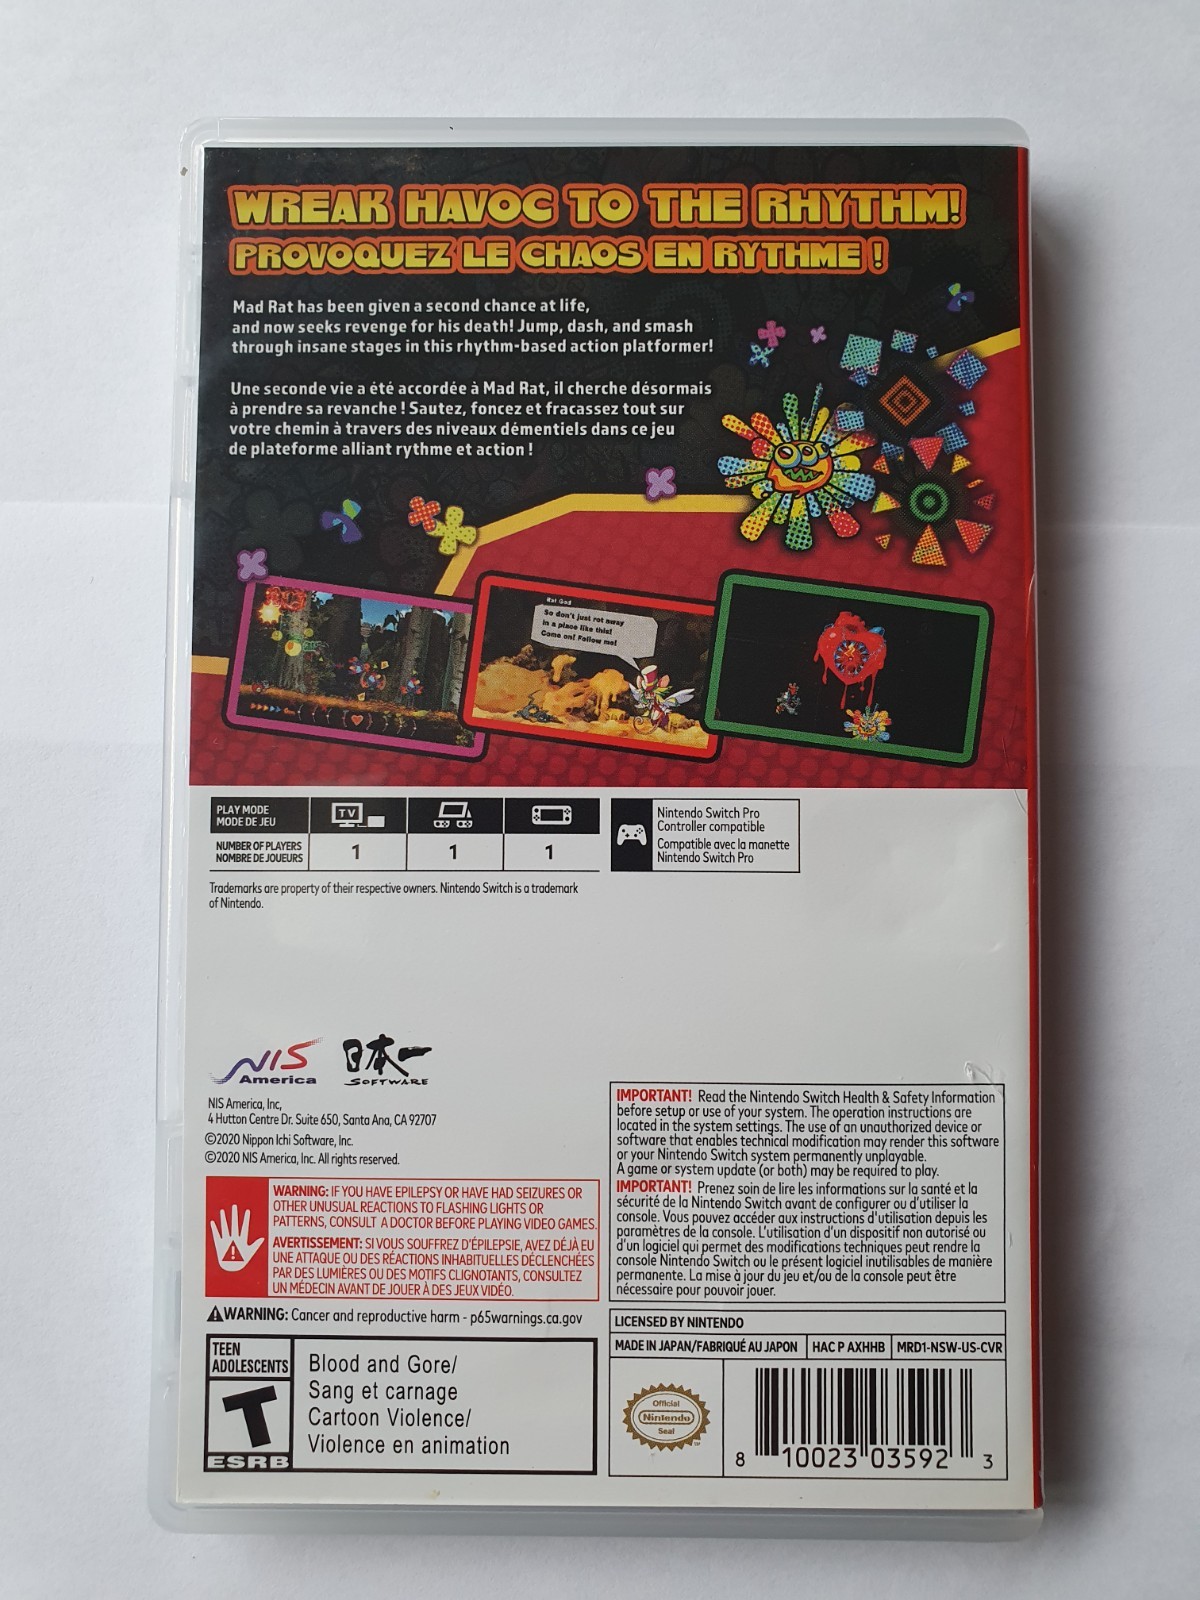 WREAK HAVOC TO THE RHYTHM!
PROVOQUEZ LE CHAOS EN RYTHME !
Mad Rat has been given a second chance at life,
and now seeks revenge for his death! Jump, dash, and smash
through insane stages in this rhythm-based action platformer!
Une seconde vie a été accordée à Mad Rat, il cherche désormais
à prendre sa revanche ! Sautez, foncez et fracassez tout sur
votre chemin à travers des niveaux démentiels dans ce jeu
de plateforme alliant rythme et action !
Rat God
So don't just rot away
in a place like this!
Come on! Follow me!
PLAY MODE
MODE DE JEU
TV
NUMBER OF PLAYERS
NOMBRE DE JOUEURS
1
1
1
Nintendo Switch Pro
Controller compatible
Compatible avec la manette
Nintendo Switch Pro
Trademarks are property of their respective owners. Nintendo Switch is a trademark
of Nintendo.
NIS
America
日本一
SOFTWARE
NIS America, Inc,
4 Hutton Centre Dr. Suite 650, Santa Ana, CA 92707
©2020 Nippon Ichi Software, Inc.
©2020 NIS America, Inc. All rights reserved.
WARNING: IF YOU HAVE EPILEPSY OR HAVE HAD SEIZURES OR
OTHER UNUSUAL REACTIONS TO FLASHING LIGHTS OR
PATTERNS, CONSULT A DOCTOR BEFORE PLAYING VIDEO GAMES.
AVERTISSEMENT: SI VOUS SOUFFREZ D'ÉPILEPSIE, AVEZ DÉJÀ EU
UNE ATTAQUE OU DES RÉACTIONS INHABITUELLES DÉCLENCHÉES
PAR DES LUMIÈRES OU DES MOTIFS CLIGNOTANTS, CONSULTEZ
UN MÉDECIN AVANT DE JOUER À DES JEUX VIDÉO.
WARNING: Cancer and reproductive harm - p65warnings.ca.gov
TEEN
ADOLESCENTS
T
ESRB
Blood and Gore/
Sang et carnage
Cartoon Violence/
Violence en animation
IMPORTANT! Read the Nintendo Switch Health & Safety Information
before setup or use of your system. The operation instructions are
located in the system settings. The use of an unauthorized device or
software that enables technical modification may render this software
or your Nintendo Switch system permanently unplayable.
A game or system update (or both) may be required to play.
IMPORTANT! Prenez soin de lire les informations sur la santé et la
sécurité de la Nintendo Switch avant de configurer ou d'utiliser la
console. Vous pouvez accéder aux instructions d'utilisation depuis les
paramètres de la console. L'utilisation d'un dispositif non autorisé ou
d'un logiciel qui permet des modifications techniques peut rendre la
console Nintendo Switch ou le présent logiciel inutilisables de manière
permanente. La mise à jour du jeu et/ou de la console peut être
nécessaire pour pouvoir jouer.
LICENSED BY NINTENDO
MADE IN JAPAN/FABRIQUÉ AU JAPON
HAC P AXHHB
MRD1-NSW-US-CVR
Official
Nintendo
Seal
8 10023 03592 3